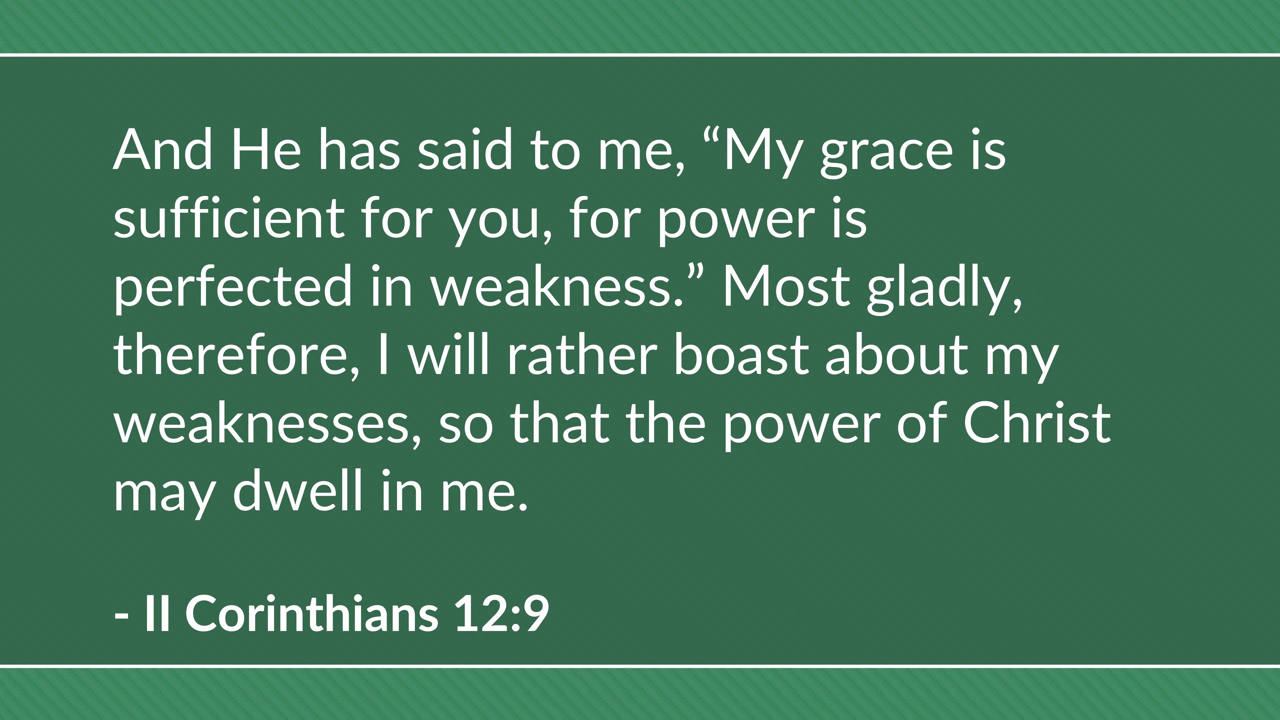 And He has said to me, “My grace is
sufficient for you, for power is
perfected in weakness.” Most gladly,
therefore, I will rather boast about my
weaknesses, so that the power of Christ
may dwell in me.
- II Corinthians 12:9